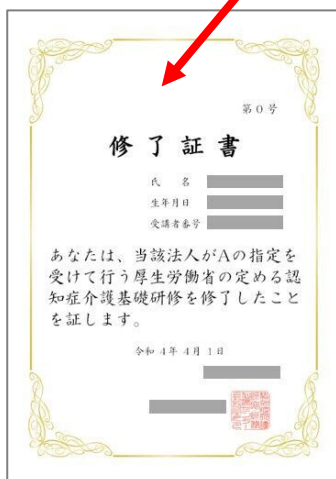 第0号
修了証書
氏 名
生年月日
受講者番号
あなたは、当該法人がAの指定を
受けて行う厚生労働省の定める認
知症介護基礎研修を修了したこと
を証します。
令和 4年 4月 1日